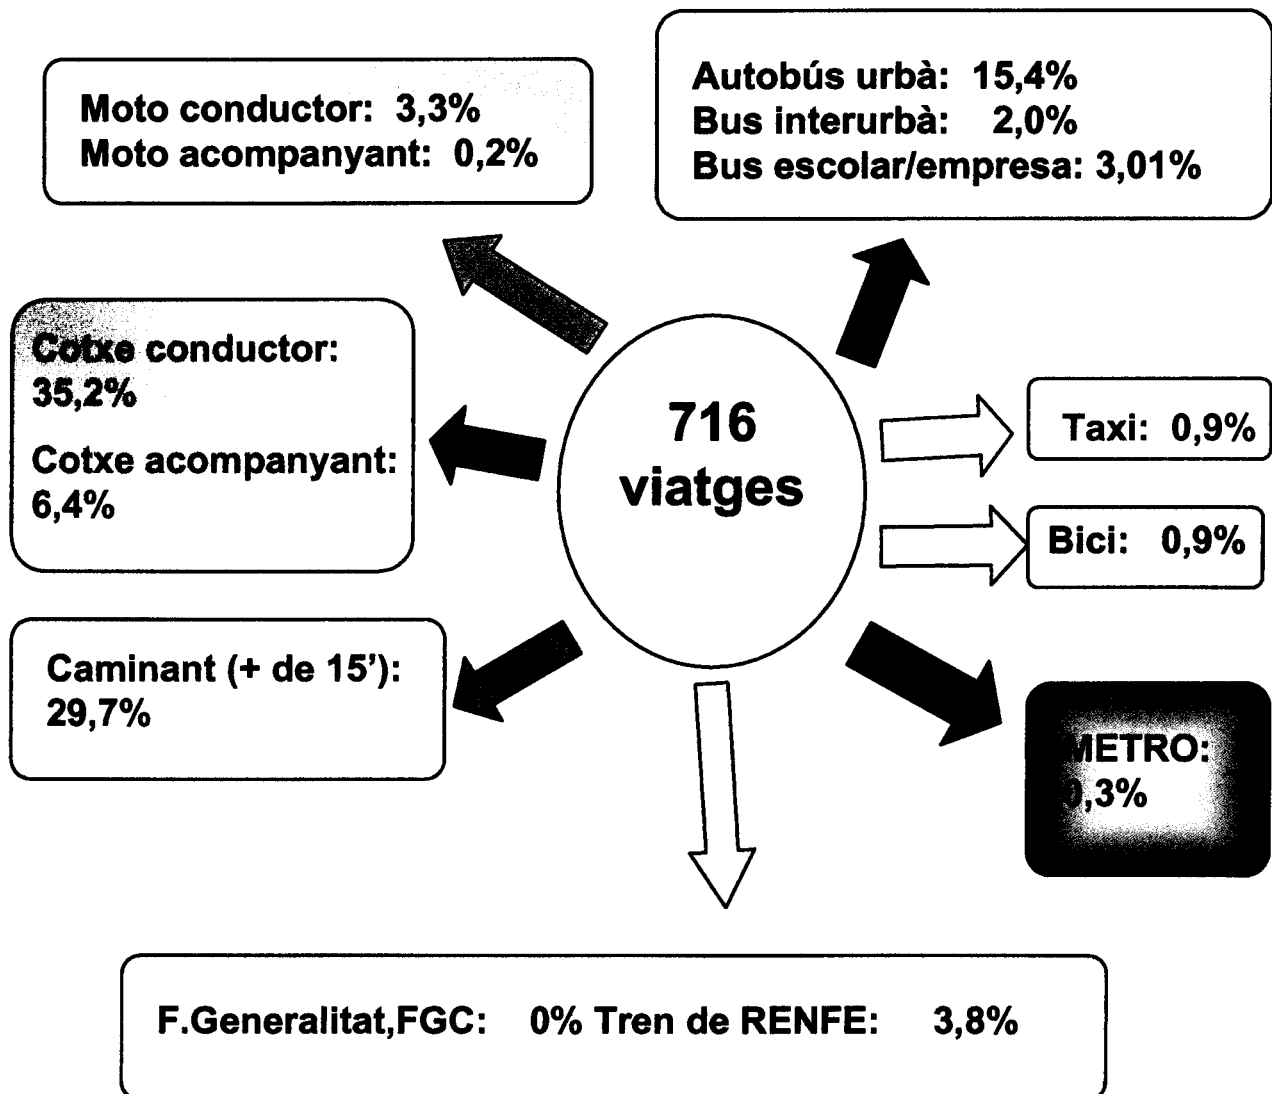 Moto conductor: 3,3%
Moto acompanyant: 0,2%
Autobús urbà: 15,4%
Bus interurbà: 2,0%
Bus escolar/empresa: 3,01%
Cotxe conductor:
35,2%
Cotxe acompanyant:
6,4%
716
viatges
Taxi: 0,9%
Bici: 0,9%
Caminant (+ de 15’):
29,7%
METRO:
0,3%
F.Generalitat,FGC: 0% Tren de RENFE: 3,8%